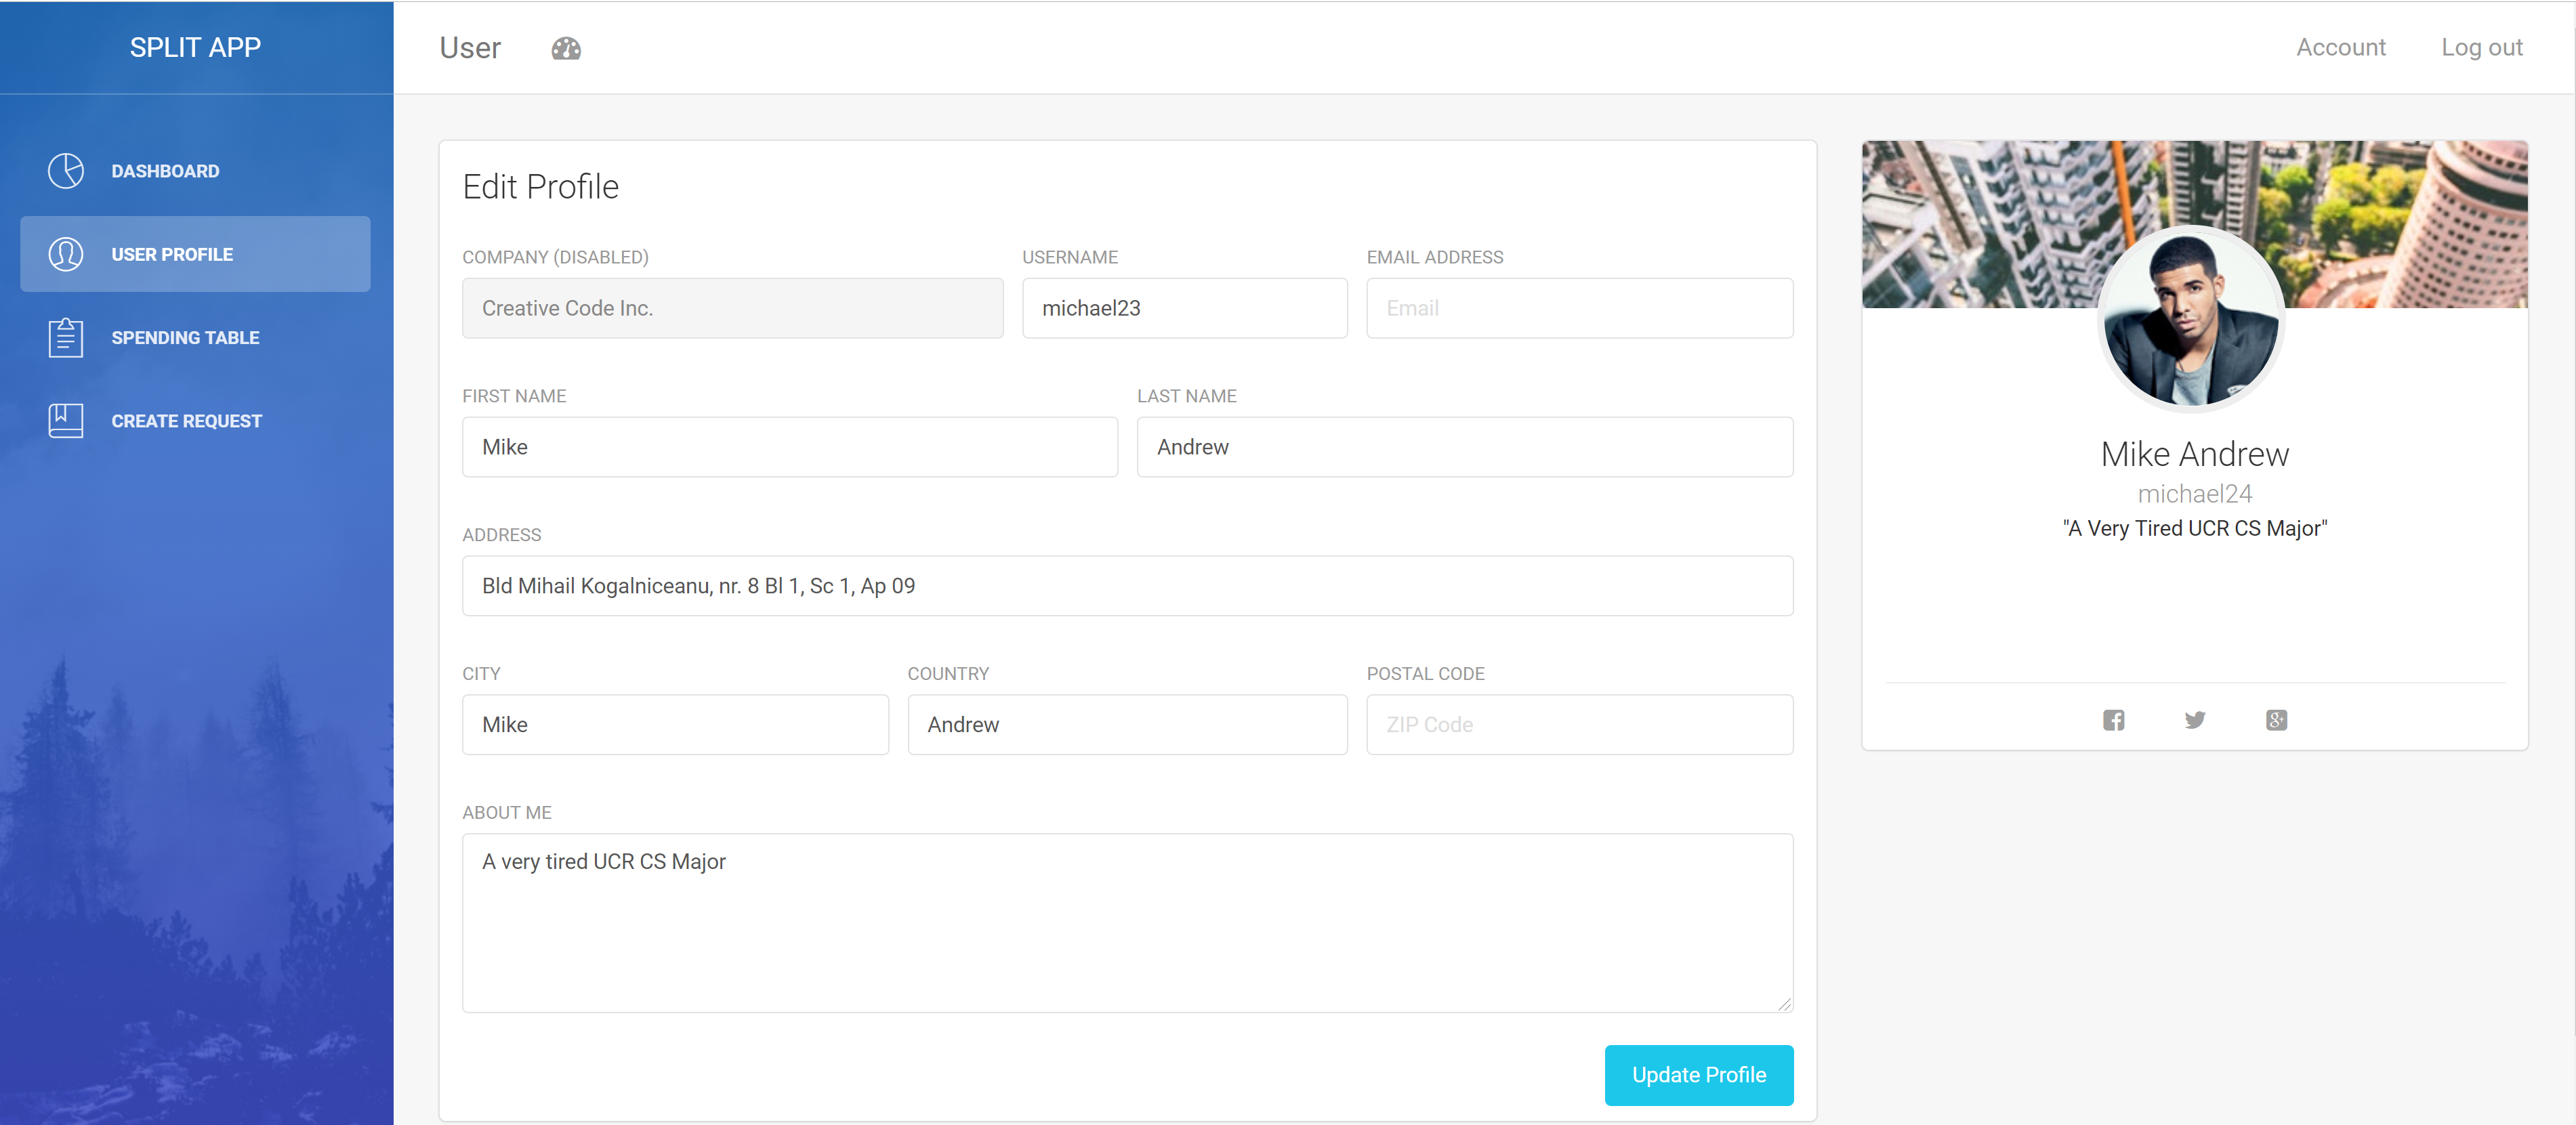 SPLIT APP
User
Account
Log out
DASHBOARD
USER PROFILE
SPENDING TABLE
CREATE REQUEST
Edit Profile
COMPANY (DISABLED)
USERNAME
EMAIL ADDRESS
Creative Code Inc.
michael23
Email
FIRST NAME
LAST NAME
Mike
Andrew
ADDRESS
Bld Mihail Kogalniceanu, nr. 8 Bl 1, Sc 1, Ap 09
CITY
COUNTRY
POSTAL CODE
Mike
Andrew
ZIP Code
ABOUT ME
A very tired UCR CS Major
Update Profile
Mike Andrew
michael24
"A Very Tired UCR CS Major"